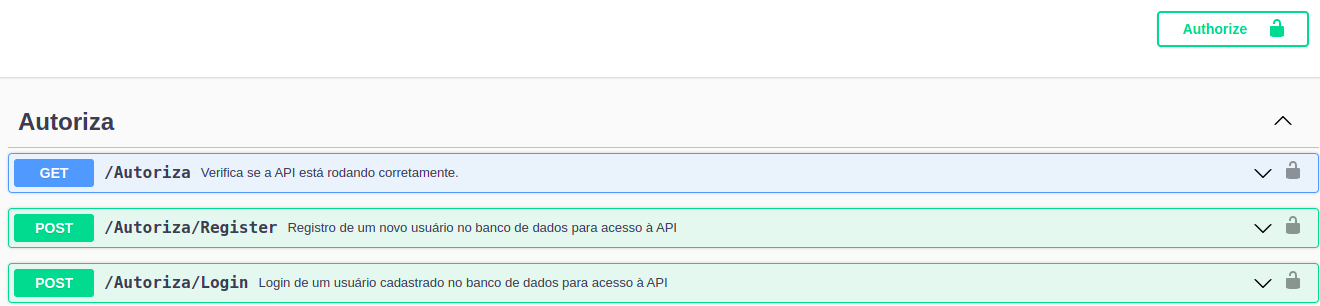 Authorize
Autoriza
GET /Autoriza Verifica se a API está rodando corretamente.
POST /Autoriza/Register Registro de um novo usuário no banco de dados para acesso à API
POST /Autoriza/Login Login de um usuário cadastrado no banco de dados para acesso à API